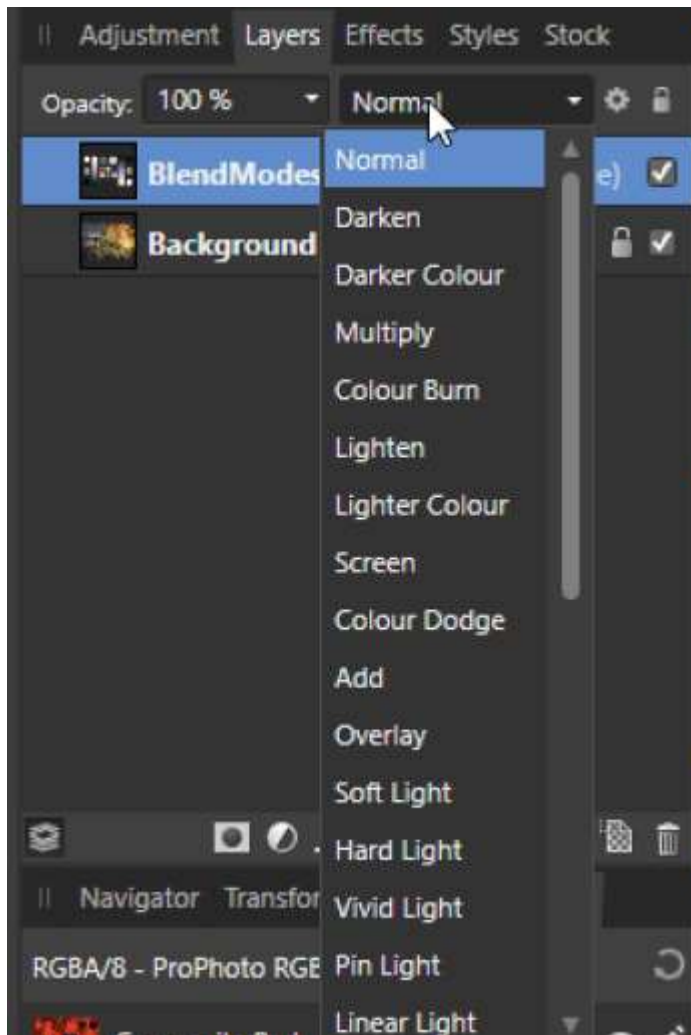 Adjustment Layers Effects Styles Stock
Opacity: 100 % Normal
BlendModes e)
Normal
Background
Darken
Darker Colour
Multiply
Colour Burn
Lighten
Lighter Colour
Screen
Colour Dodge
Add
Overlay
Soft Light
Hard Light
Navigator Transfor
Vivid Light
RGBA/8 - ProPhoto RGB
Pin Light
Linear Light